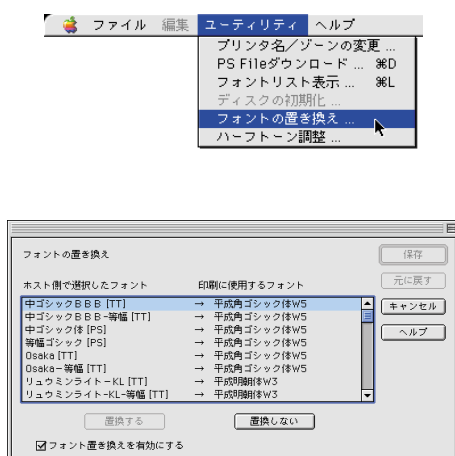 ファイル 編集 ユーティリティ ヘルプ
プリンタ名／ゾーンの変更 ...
PS Fileダウンロード ... ⌘D
フォントリスト表示 ... ⌘L
ディスクの初期化 ...
フォントの置き換え ...
ハーフトーン調整 ...
フォントの置き換え
保存
元に戻す
キャンセル
ヘルプ
ホスト側で選択したフォント 印刷に使用するフォント
中ゴシックＢＢＢ [TT] → 平成角ゴシック体W5
中ゴシックＢＢＢ-等幅 [TT] → 平成角ゴシック体W5
中ゴシック体 [PS] → 平成角ゴシック体W5
等幅ゴシック [PS] → 平成角ゴシック体W5
Osaka [TT] → 平成角ゴシック体W5
Osaka－等幅 [TT] → 平成角ゴシック体W5
リュウミンライト－KL [TT] → 平成明朝体W3
リュウミンライト－KL-等幅 [TT] → 平成明朝体W3
置換する 置換しない
フォント置き換えを有効にする